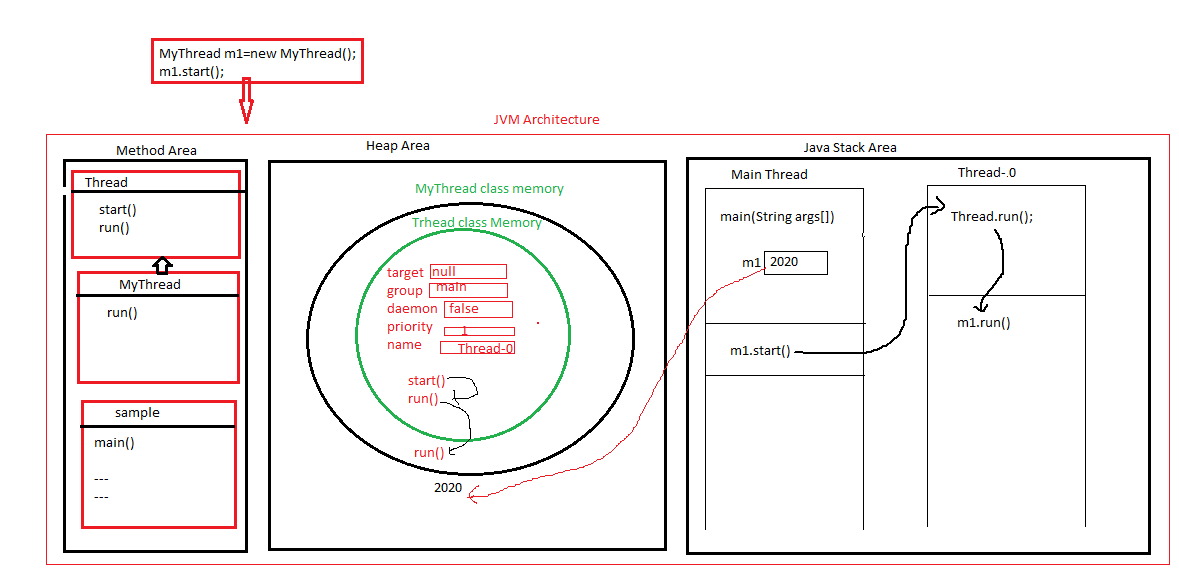 MyThread m1=new MyThread();
m1.start();
JVM Architecture
Method Area
Thread
start()
run()
MyThread
run()
sample
main()
---
---
Heap Area
MyThread class memory
Trhead class Memory
target null
group main
daemon false
priority 1
name Thread-0
start()
run()
run()
2020
Java Stack Area
Main Thread
main(String args[])
m1 2020
m1.start()
Thread-.0
Thread.run();
m1.run()